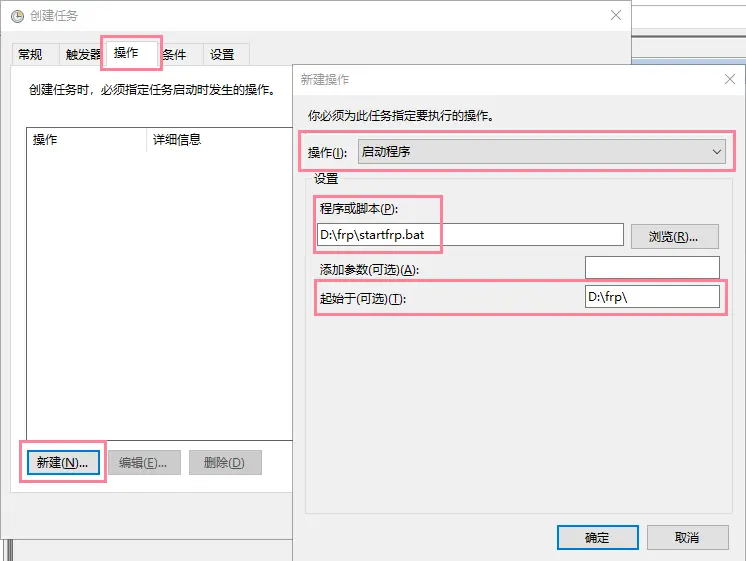 创建任务
常规 触发器 操作 条件 设置
创建任务时，必须指定任务启动时发生的操作。
操作 详细信息
新建(N)... 编辑(E)... 删除(D)
新建操作
你必须为此任务指定要执行的操作。
操作(I): 启动程序
设置
程序或脚本(P):
D:\frp\startfrp.bat 浏览(R)...
添加参数(可选)(A):
起始于(可选)(T): D:\frp\
确定 取消